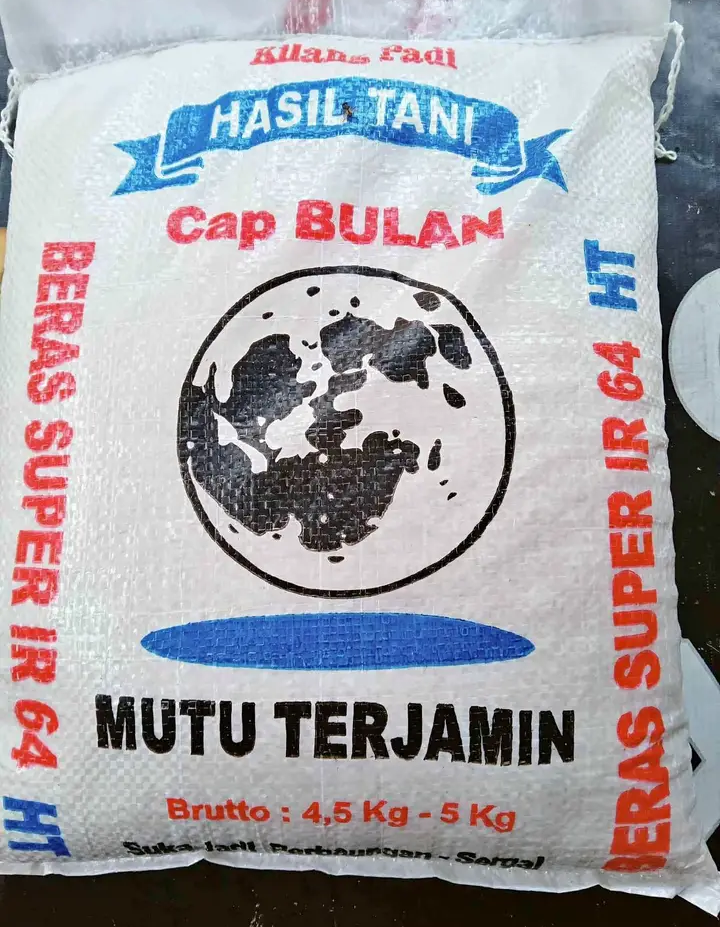 Kilang Padi
HASIL TANI
Cap BULAN
BERAS SUPER IR 64 HT
HT BERAS SUPER IR 64
MUTU TERJAMIN
Brutto : 4,5 Kg - 5 Kg
Suka Jadi Perbaungan - Sergai